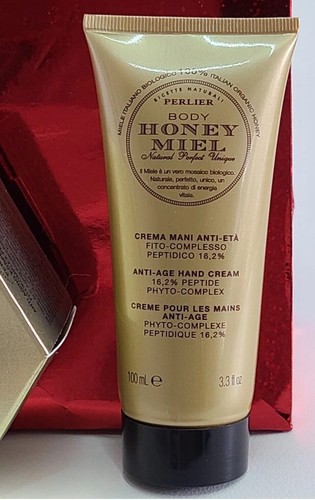 MIELE ITALIANO BIOLOGICO 100% ITALIAN ORGANIC HONEY
RICETTE NATURALI
PERLIER
BODY
HONEY
MIEL
Natural Perfect Unique
Il Miele è un vero mosaico biologico.
Naturale, perfetto, unico, un
concentrato di energia
vitale.
CREMA MANI ANTI-ETÀ
FITO-COMPLESSO
PEPTIDICO 16,2%
ANTI-AGE HAND CREAM
16,2% PEPTIDE
PHYTO-COMPLEX
CREME POUR LES MAINS
ANTI-AGE
PHYTO-COMPLEXE
PEPTIDIQUE 16,2%
100 mL e 3.3 fl oz